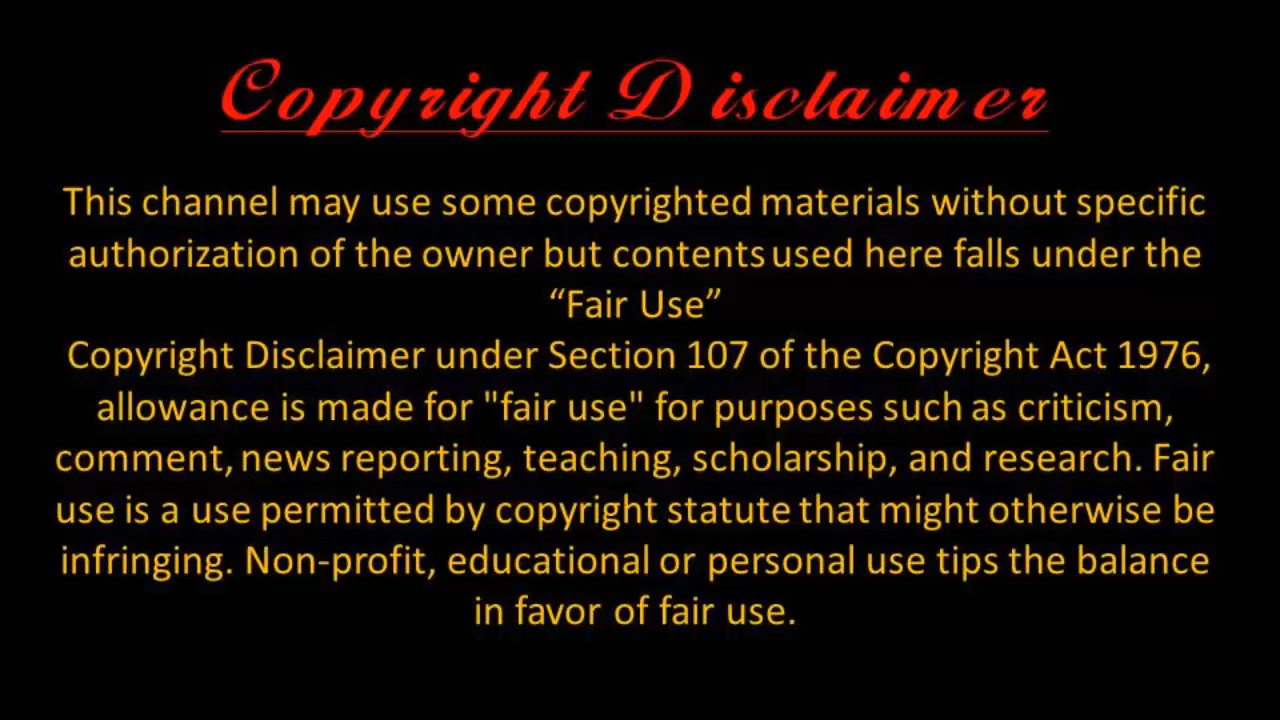 Copyright Disclaimer
This channel may use some copyrighted materials without specific
authorization of the owner but contents used here falls under the
“Fair Use”
Copyright Disclaimer under Section 107 of the Copyright Act 1976,
allowance is made for "fair use" for purposes such as criticism,
comment, news reporting, teaching, scholarship, and research. Fair
use is a use permitted by copyright statute that might otherwise be
infringing. Non-profit, educational or personal use tips the balance
in favor of fair use.